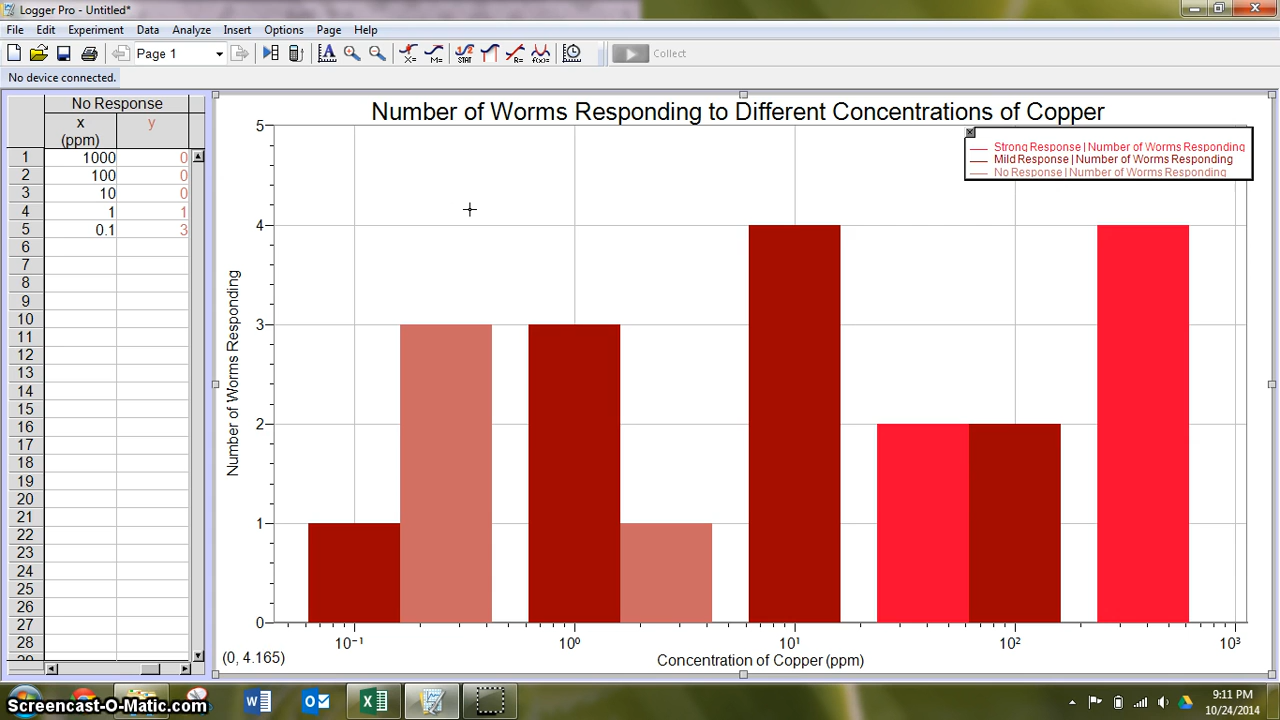 Logger Pro - Untitled*
File Edit Experiment Data Analyze Insert Options Page Help
Page 1
Collect
No device connected.
No Response
x y
(ppm)
1 1000 0
2 100 0
3 10 0
4 1 1
5 0.1 3
6
7
8
9
10
11
12
13
14
15
16
17
18
19
20
21
22
23
24
25
26
27
28
Number of Worms Responding to Different Concentrations of Copper
Strong Response | Number of Worms Responding
Mild Response | Number of Worms Responding
No Response | Number of Worms Responding
Number of Worms Responding
5
4
3
2
1
0
10⁻¹ 10⁰ 10¹ 10² 10³
(0, 4.165)
Concentration of Copper (ppm)
Screencast-O-Matic.com
9:11 PM
10/24/2014